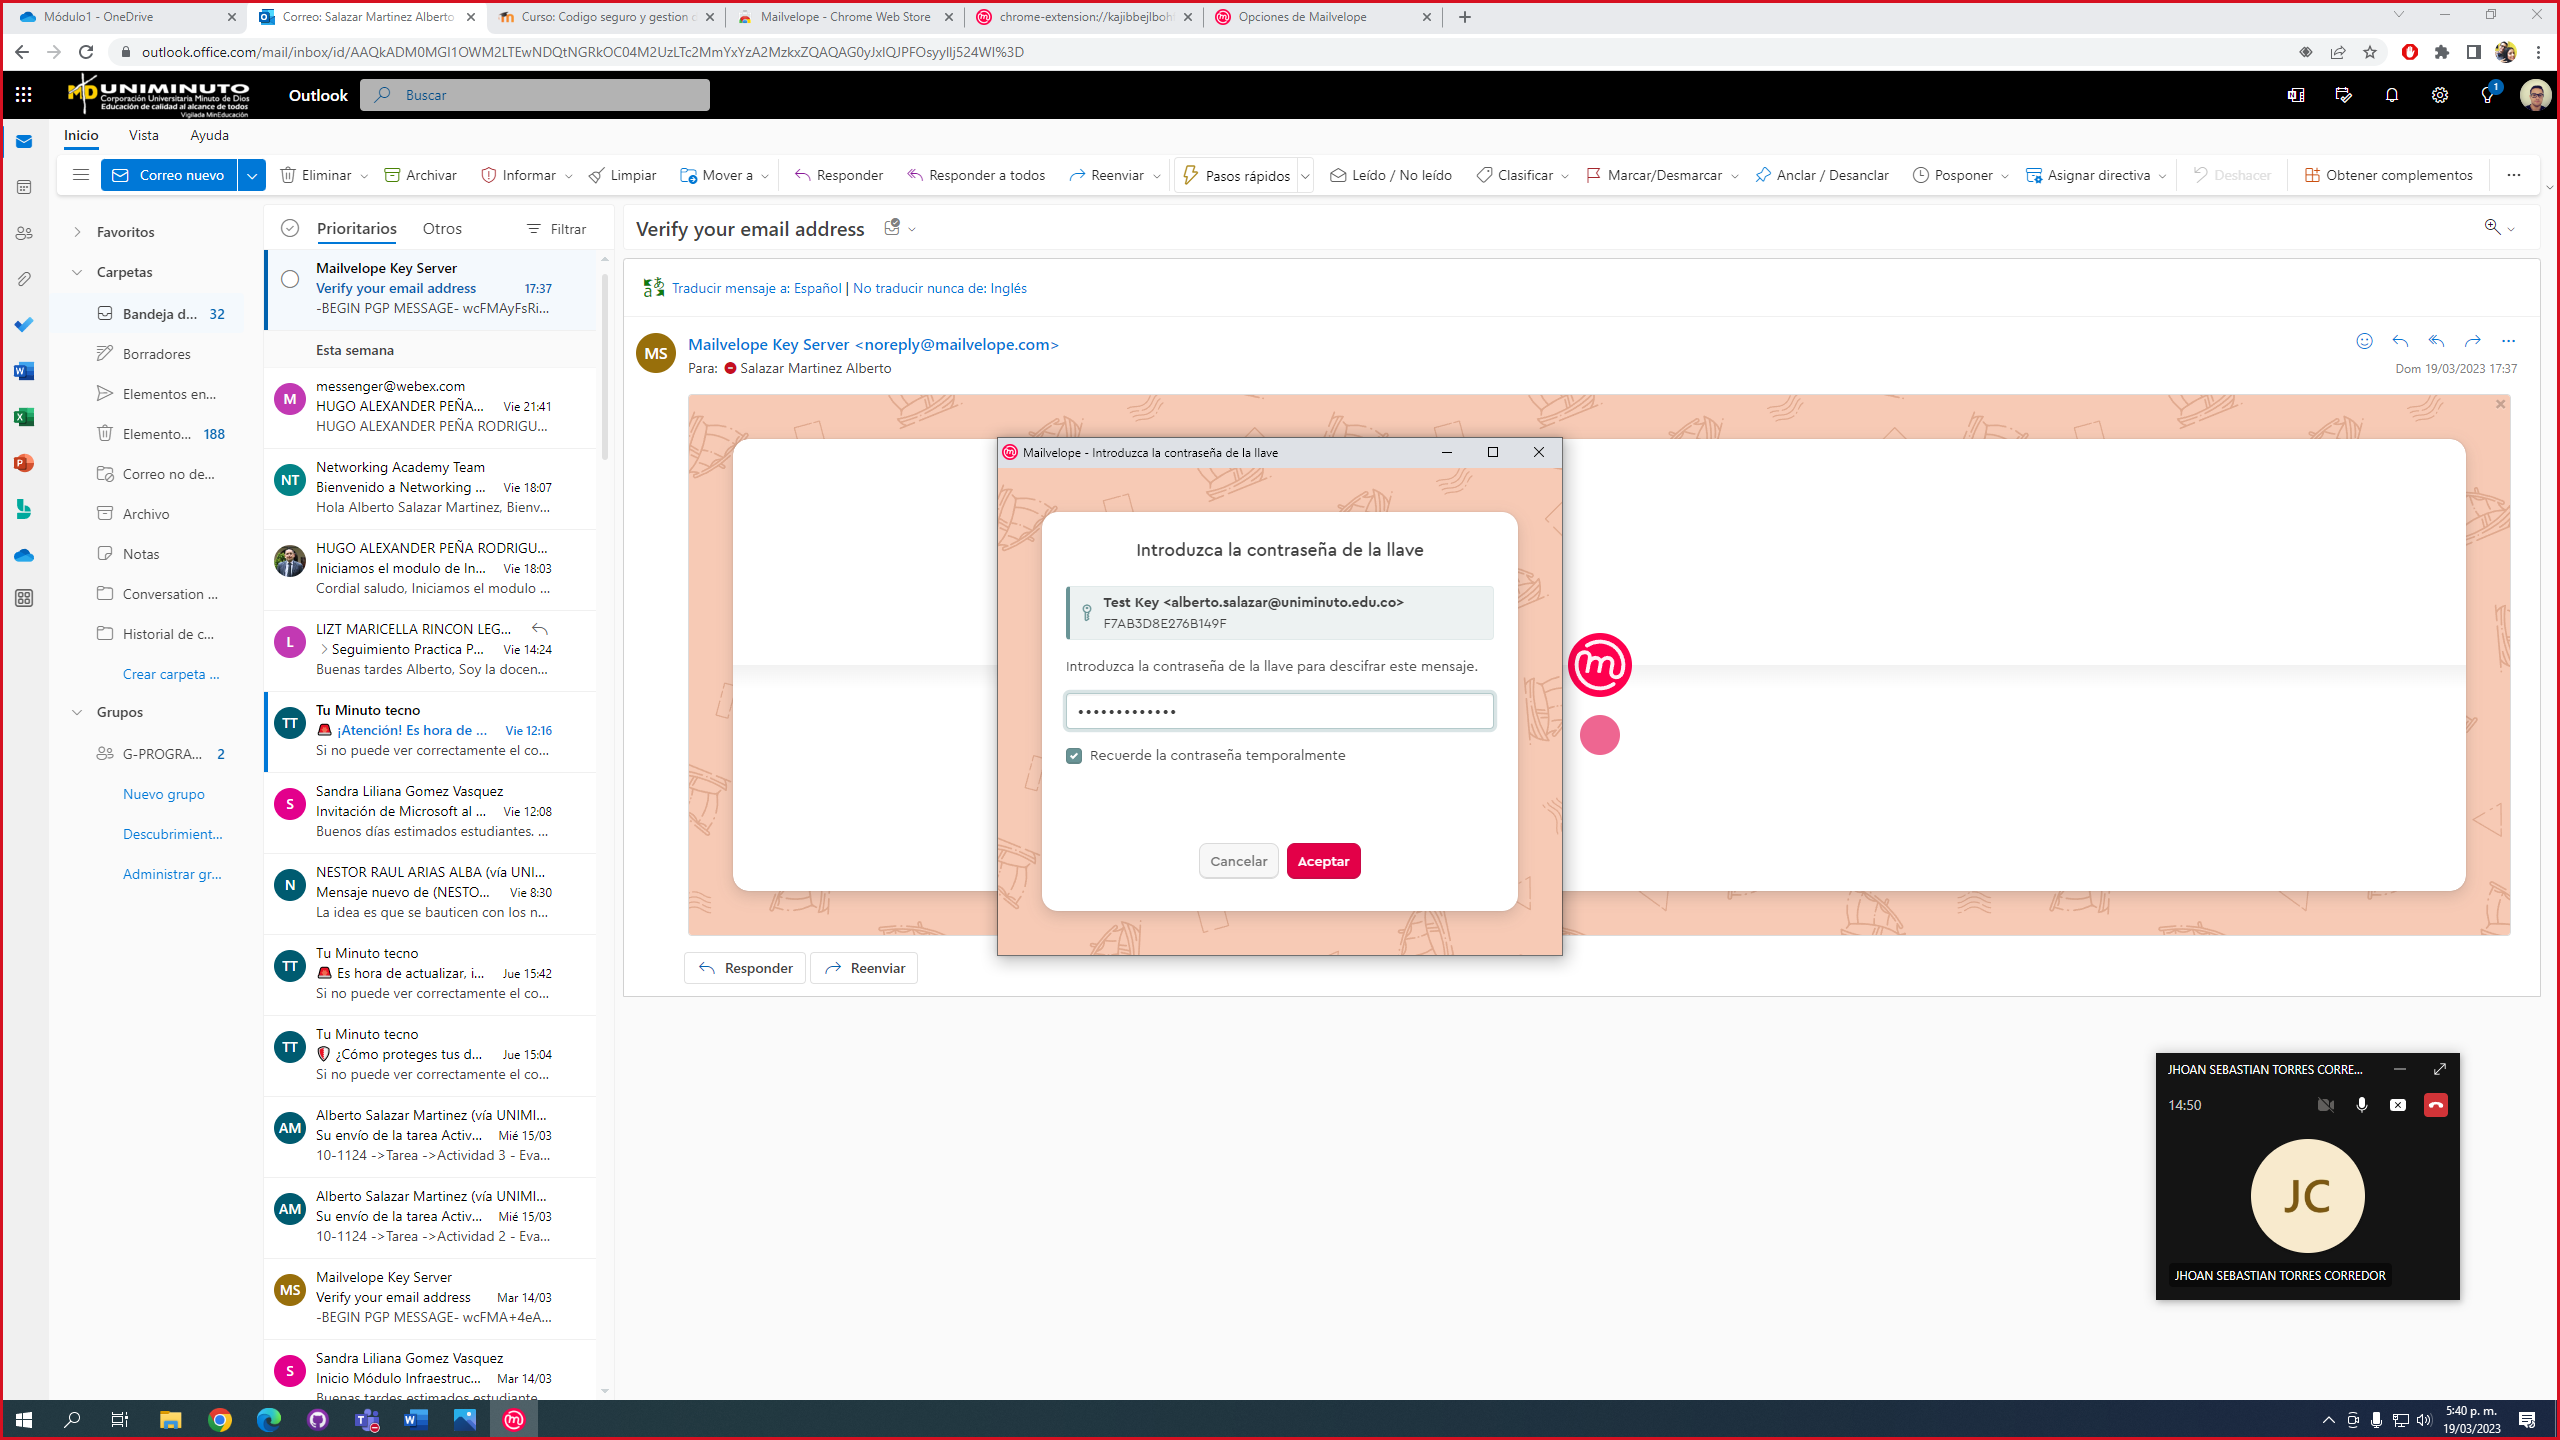 Módulo1 - OneDrive
Correo: Salazar Martinez Alberto
Curso: Codigo seguro y gestion d
Mailvelope - Chrome Web Store
chrome-extension://kajibbejlboh
Opciones de Mailvelope
outlook.office.com/mail/inbox/id/AAQkADM0MGI1OWM2LTEwNDQtNGRkOC04M2UzLTc2MmYxYzA2MzkxZQAQAG0yJxIQJPFOsyyIlj524WI%3D
UNIMINUTO
Corporación Universitaria Minuto de Dios
Educación de calidad al alcance de todos
Vigilada MinEducación
Outlook
Buscar
1
Inicio
Vista
Ayuda
Correo nuevo
Eliminar
Archivar
Informar
Limpiar
Mover a
Responder
Responder a todos
Reenviar
Pasos rápidos
Leído / No leído
Clasificar
Marcar/Desmarcar
Anclar / Desanclar
Posponer
Asignar directiva
Deshacer
Obtener complementos
Favoritos
Carpetas
Bandeja d... 32
Borradores
Elementos en...
Elemento... 188
Correo no de...
Archivo
Notas
Conversation ...
Historial de c...
Crear carpeta ...
Grupos
G-PROGRA... 2
Nuevo grupo
Descubrimient...
Administrar gr...
Prioritarios
Otros
Filtrar
Mailvelope Key Server
Verify your email address 17:37
-BEGIN PGP MESSAGE- wcFMAyFsRi...
Esta semana
M
messenger@webex.com
HUGO ALEXANDER PEÑA... Vie 21:41
HUGO ALEXANDER PEÑA RODRIGU...
NT
Networking Academy Team
Bienvenido a Networking ... Vie 18:07
Hola Alberto Salazar Martinez, Bienv...
HUGO ALEXANDER PEÑA RODRIGU...
Iniciamos el modulo de In... Vie 18:03
Cordial saludo, Iniciamos el modulo ...
L
LIZT MARICELLA RINCON LEG...
Seguimiento Practica P... Vie 14:24
Buenas tardes Alberto, Soy la docen...
TT
Tu Minuto tecno
¡Atención! Es hora de ... Vie 12:16
Si no puede ver correctamente el co...
S
Sandra Liliana Gomez Vasquez
Invitación de Microsoft al ... Vie 12:08
Buenos días estimados estudiantes. ...
N
NESTOR RAUL ARIAS ALBA (vía UNI...
Mensaje nuevo de (NESTO... Vie 8:30
La idea es que se bauticen con los n...
TT
Tu Minuto tecno
Es hora de actualizar, i... Jue 15:42
Si no puede ver correctamente el co...
TT
Tu Minuto tecno
¿Cómo proteges tus d... Jue 15:04
Si no puede ver correctamente el co...
AM
Alberto Salazar Martinez (vía UNIMI...
Su envío de la tarea Activ... Mié 15/03
10-1124 ->Tarea ->Actividad 3 - Eva...
AM
Alberto Salazar Martinez (vía UNIMI...
Su envío de la tarea Activ... Mié 15/03
10-1124 ->Tarea ->Actividad 2 - Eva...
MS
Mailvelope Key Server
Verify your email address Mar 14/03
-BEGIN PGP MESSAGE- wcFMA+4eA...
S
Sandra Liliana Gomez Vasquez
Inicio Módulo Infraestruc... Mar 14/03
Buenas tardes estimados estudiante
Verify your email address
Traducir mensaje a: Español | No traducir nunca de: Inglés
MS
Mailvelope Key Server <noreply@mailvelope.com>
Para: Salazar Martinez Alberto
Dom 19/03/2023 17:37
Mailvelope - Introduzca la contraseña de la llave
Introduzca la contraseña de la llave
Test Key <alberto.salazar@uniminuto.edu.co>
F7AB3D8E276B149F
Introduzca la contraseña de la llave para descifrar este mensaje.
•••••••••••••
Recuerde la contraseña temporalmente
Cancelar
Aceptar
Responder
Reenviar
JHOAN SEBASTIAN TORRES CORRE...
14:50
JC
JHOAN SEBASTIAN TORRES CORREDOR
5:40 p. m.
19/03/2023